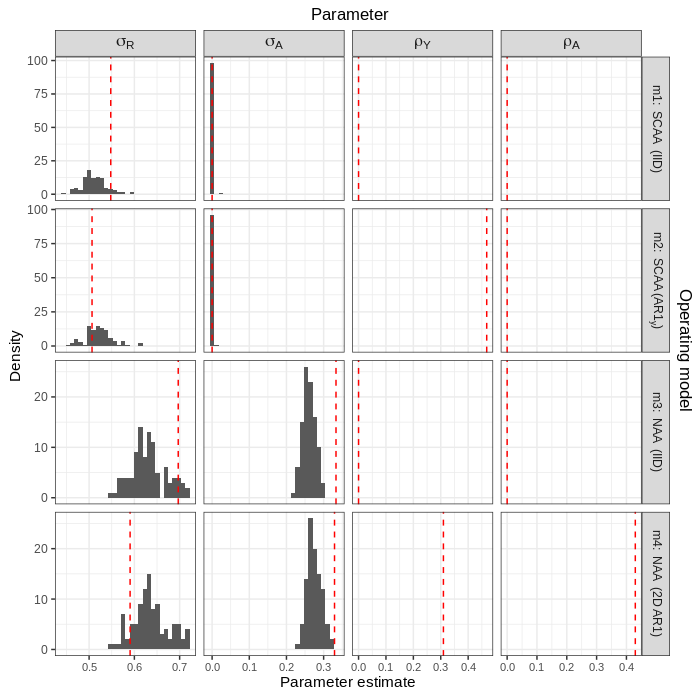 Parameter
σR σA ρY ρA
100
75
50
25
0
m1: SCAA (IID)
100
75
50
25
0
m2: SCAA (AR1y)
20
10
0
m3: NAA (IID)
20
10
0
m4: NAA (2D AR1)
Density
Operating model
0.5 0.6 0.7 0.0 0.1 0.2 0.3 0.0 0.1 0.2 0.3 0.4 0.0 0.1 0.2 0.3 0.4
Parameter estimate